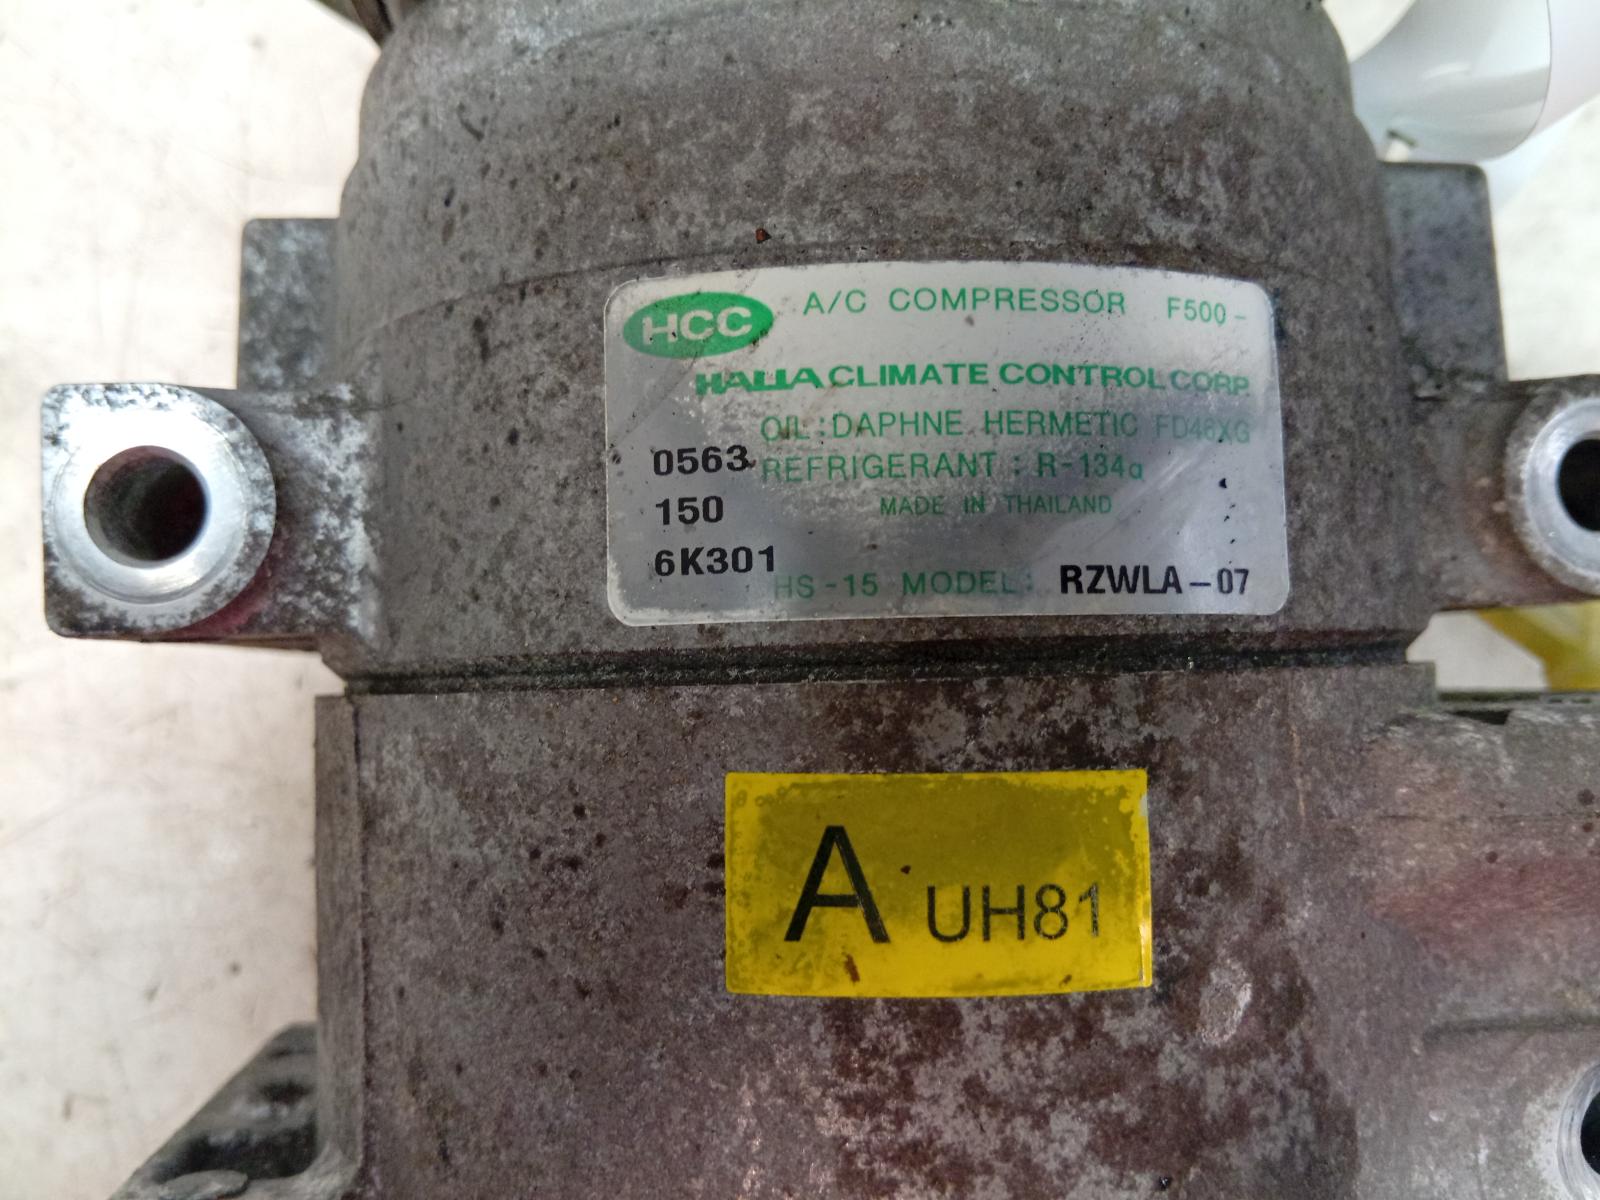 HCC A/C COMPRESSOR F500-
HALLA CLIMATE CONTROL CORP.
OIL : DAPHNE HERMETIC FD46XG
0563 REFRIGERANT : R-134a
150 MADE IN THAILAND
6K301 HS-15 MODEL: RZWLA-07
A UH81